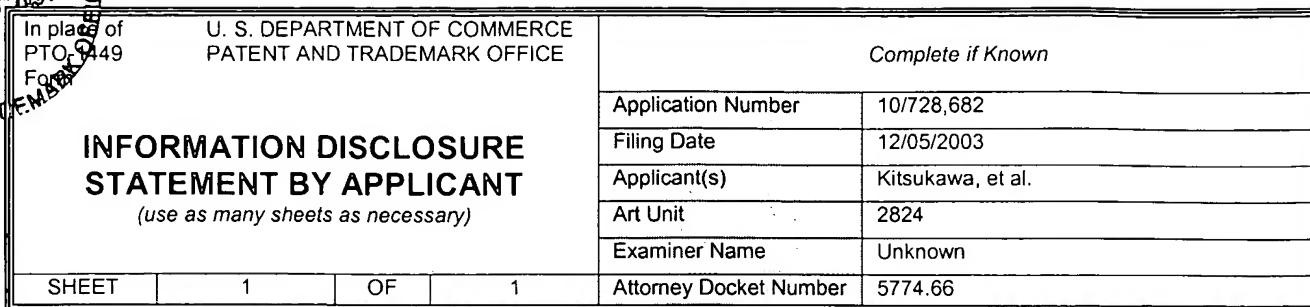 In place of U. S. DEPARTMENT OF COMMERCE
PTO-1449 PATENT AND TRADEMARK OFFICE
Form
INFORMATION DISCLOSURE
STATEMENT BY APPLICANT
(use as many sheets as necessary)
SHEET 1 OF 1
Complete if Known
Application Number 10/728,682
Filing Date 12/05/2003
Applicant(s) Kitsukawa, et al.
Art Unit 2824
Examiner Name Unknown
Attorney Docket Number 5774.66